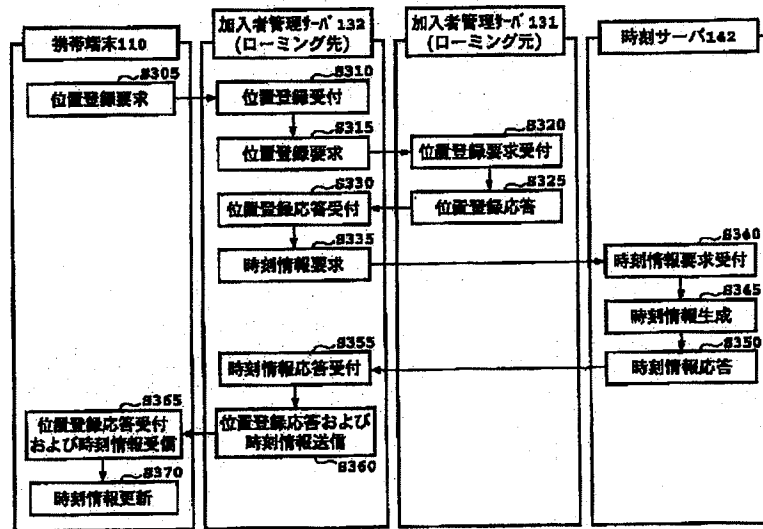 携帯端末110
加入者管理ｻｰﾊﾞ132
(ローミング先)
加入者管理ｻｰﾊﾞ131
(ローミング元)
時刻サーバ142
S305
位置登録要求
S310
位置登録受付
S315
位置登録要求
S320
位置登録要求受付
S325
位置登録応答
S330
位置登録応答受付
S335
時刻情報要求
S340
時刻情報要求受付
S345
時刻情報生成
S350
時刻情報応答
S355
時刻情報応答受付
位置登録応答および
時刻情報送信
S360
S365
位置登録応答受付
および時刻情報受信
S370
時刻情報更新